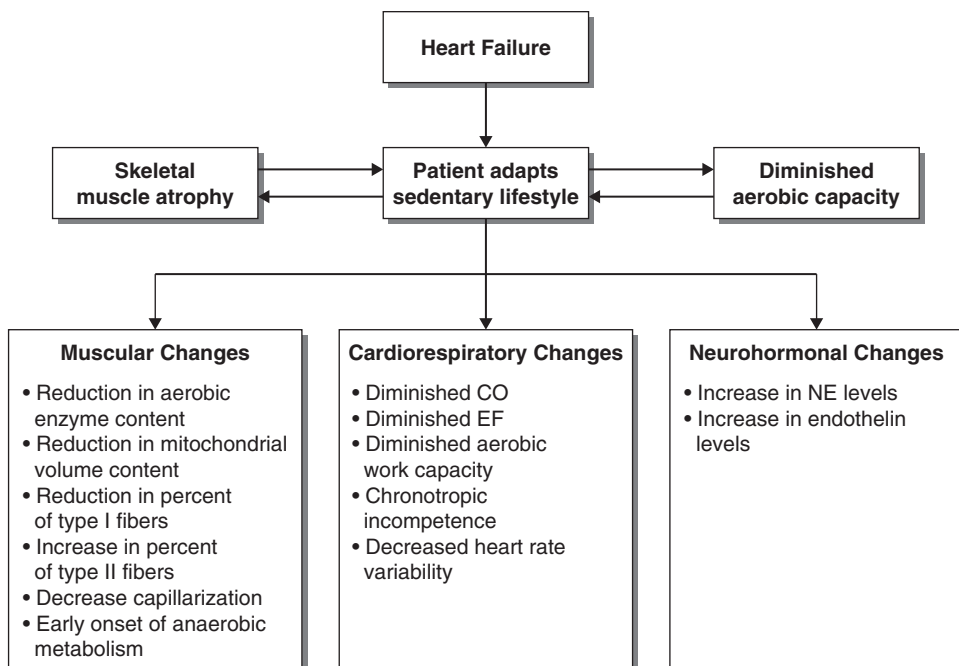 Heart Failure
Skeletal
muscle atrophy
Patient adapts
sedentary lifestyle
Diminished
aerobic capacity
Muscular Changes
• Reduction in aerobic
enzyme content
• Reduction in mitochondrial
volume content
• Reduction in percent
of type I fibers
• Increase in percent
of type II fibers
• Decrease capillarization
• Early onset of anaerobic
metabolism
Cardiorespiratory Changes
• Diminished CO
• Diminished EF
• Diminished aerobic
work capacity
• Chronotropic
incompetence
• Decreased heart rate
variability
Neurohormonal Changes
• Increase in NE levels
• Increase in endothelin
levels